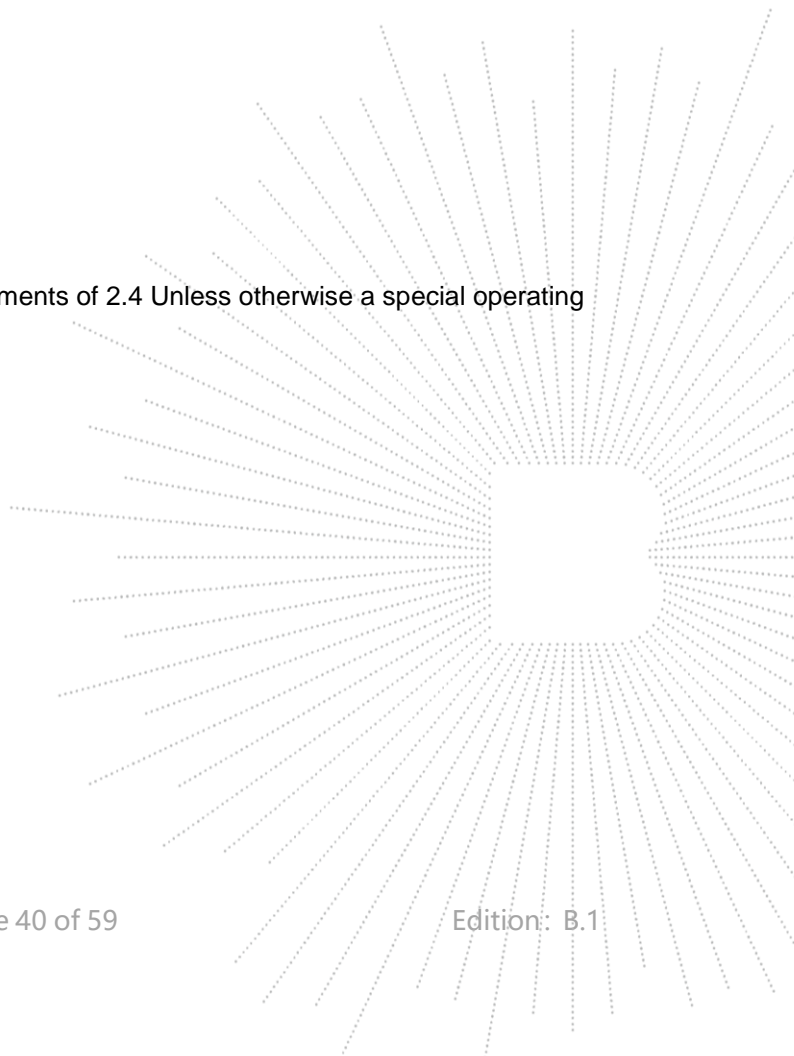 ments of 2.4 Unless otherwise a special operating
e 40 of 59 Edition: B.1